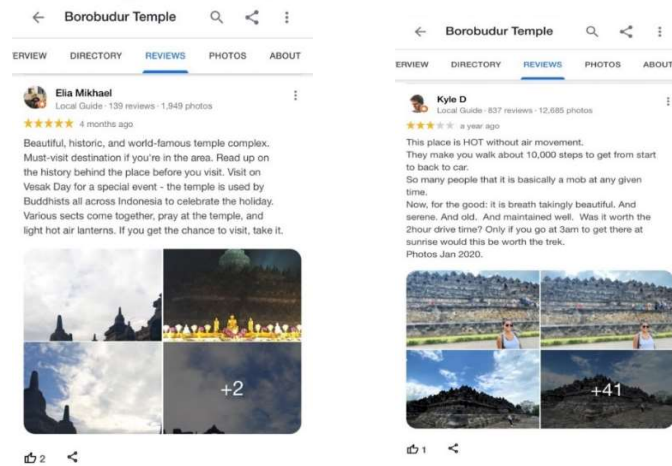 Borobudur Temple
ERVIEW DIRECTORY REVIEWS PHOTOS ABOUT
Elia Mikhael
Local Guide · 139 reviews · 1,949 photos
4 months ago
Beautiful, historic, and world-famous temple complex.
Must-visit destination if you're in the area. Read up on
the history behind the place before you visit. Visit on
Vesak Day for a special event - the temple is used by
Buddhists all across Indonesia to celebrate the holiday.
Various sects come together, pray at the temple, and
light hot air lanterns. If you get the chance to visit, take it.
+2
2
Borobudur Temple
ERVIEW DIRECTORY REVIEWS PHOTOS ABOUT
Kyle D
Local Guide · 837 reviews · 12,685 photos
a year ago
This place is HOT without air movement.
They make you walk about 10,000 steps to get from start
to back to car.
So many people that it is basically a mob at any given
time.
Now, for the good: it is breath takingly beautiful. And
serene. And old. And maintained well. Was it worth the
2hour drive time? Only if you go at 3am to get there at
sunrise would this be worth the trek.
Photos Jan 2020.
+41
1